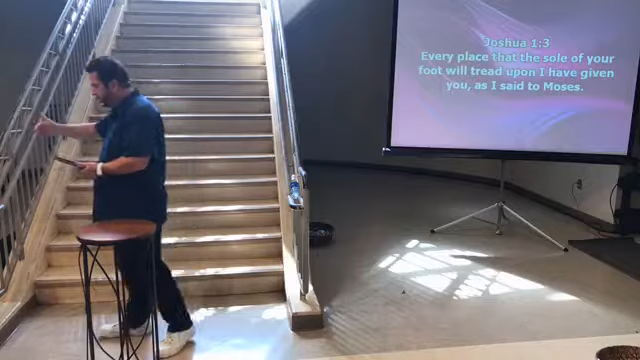 Joshua 1:3
Every place that the sole of your
foot will tread upon I have given
you, as I said to Moses.